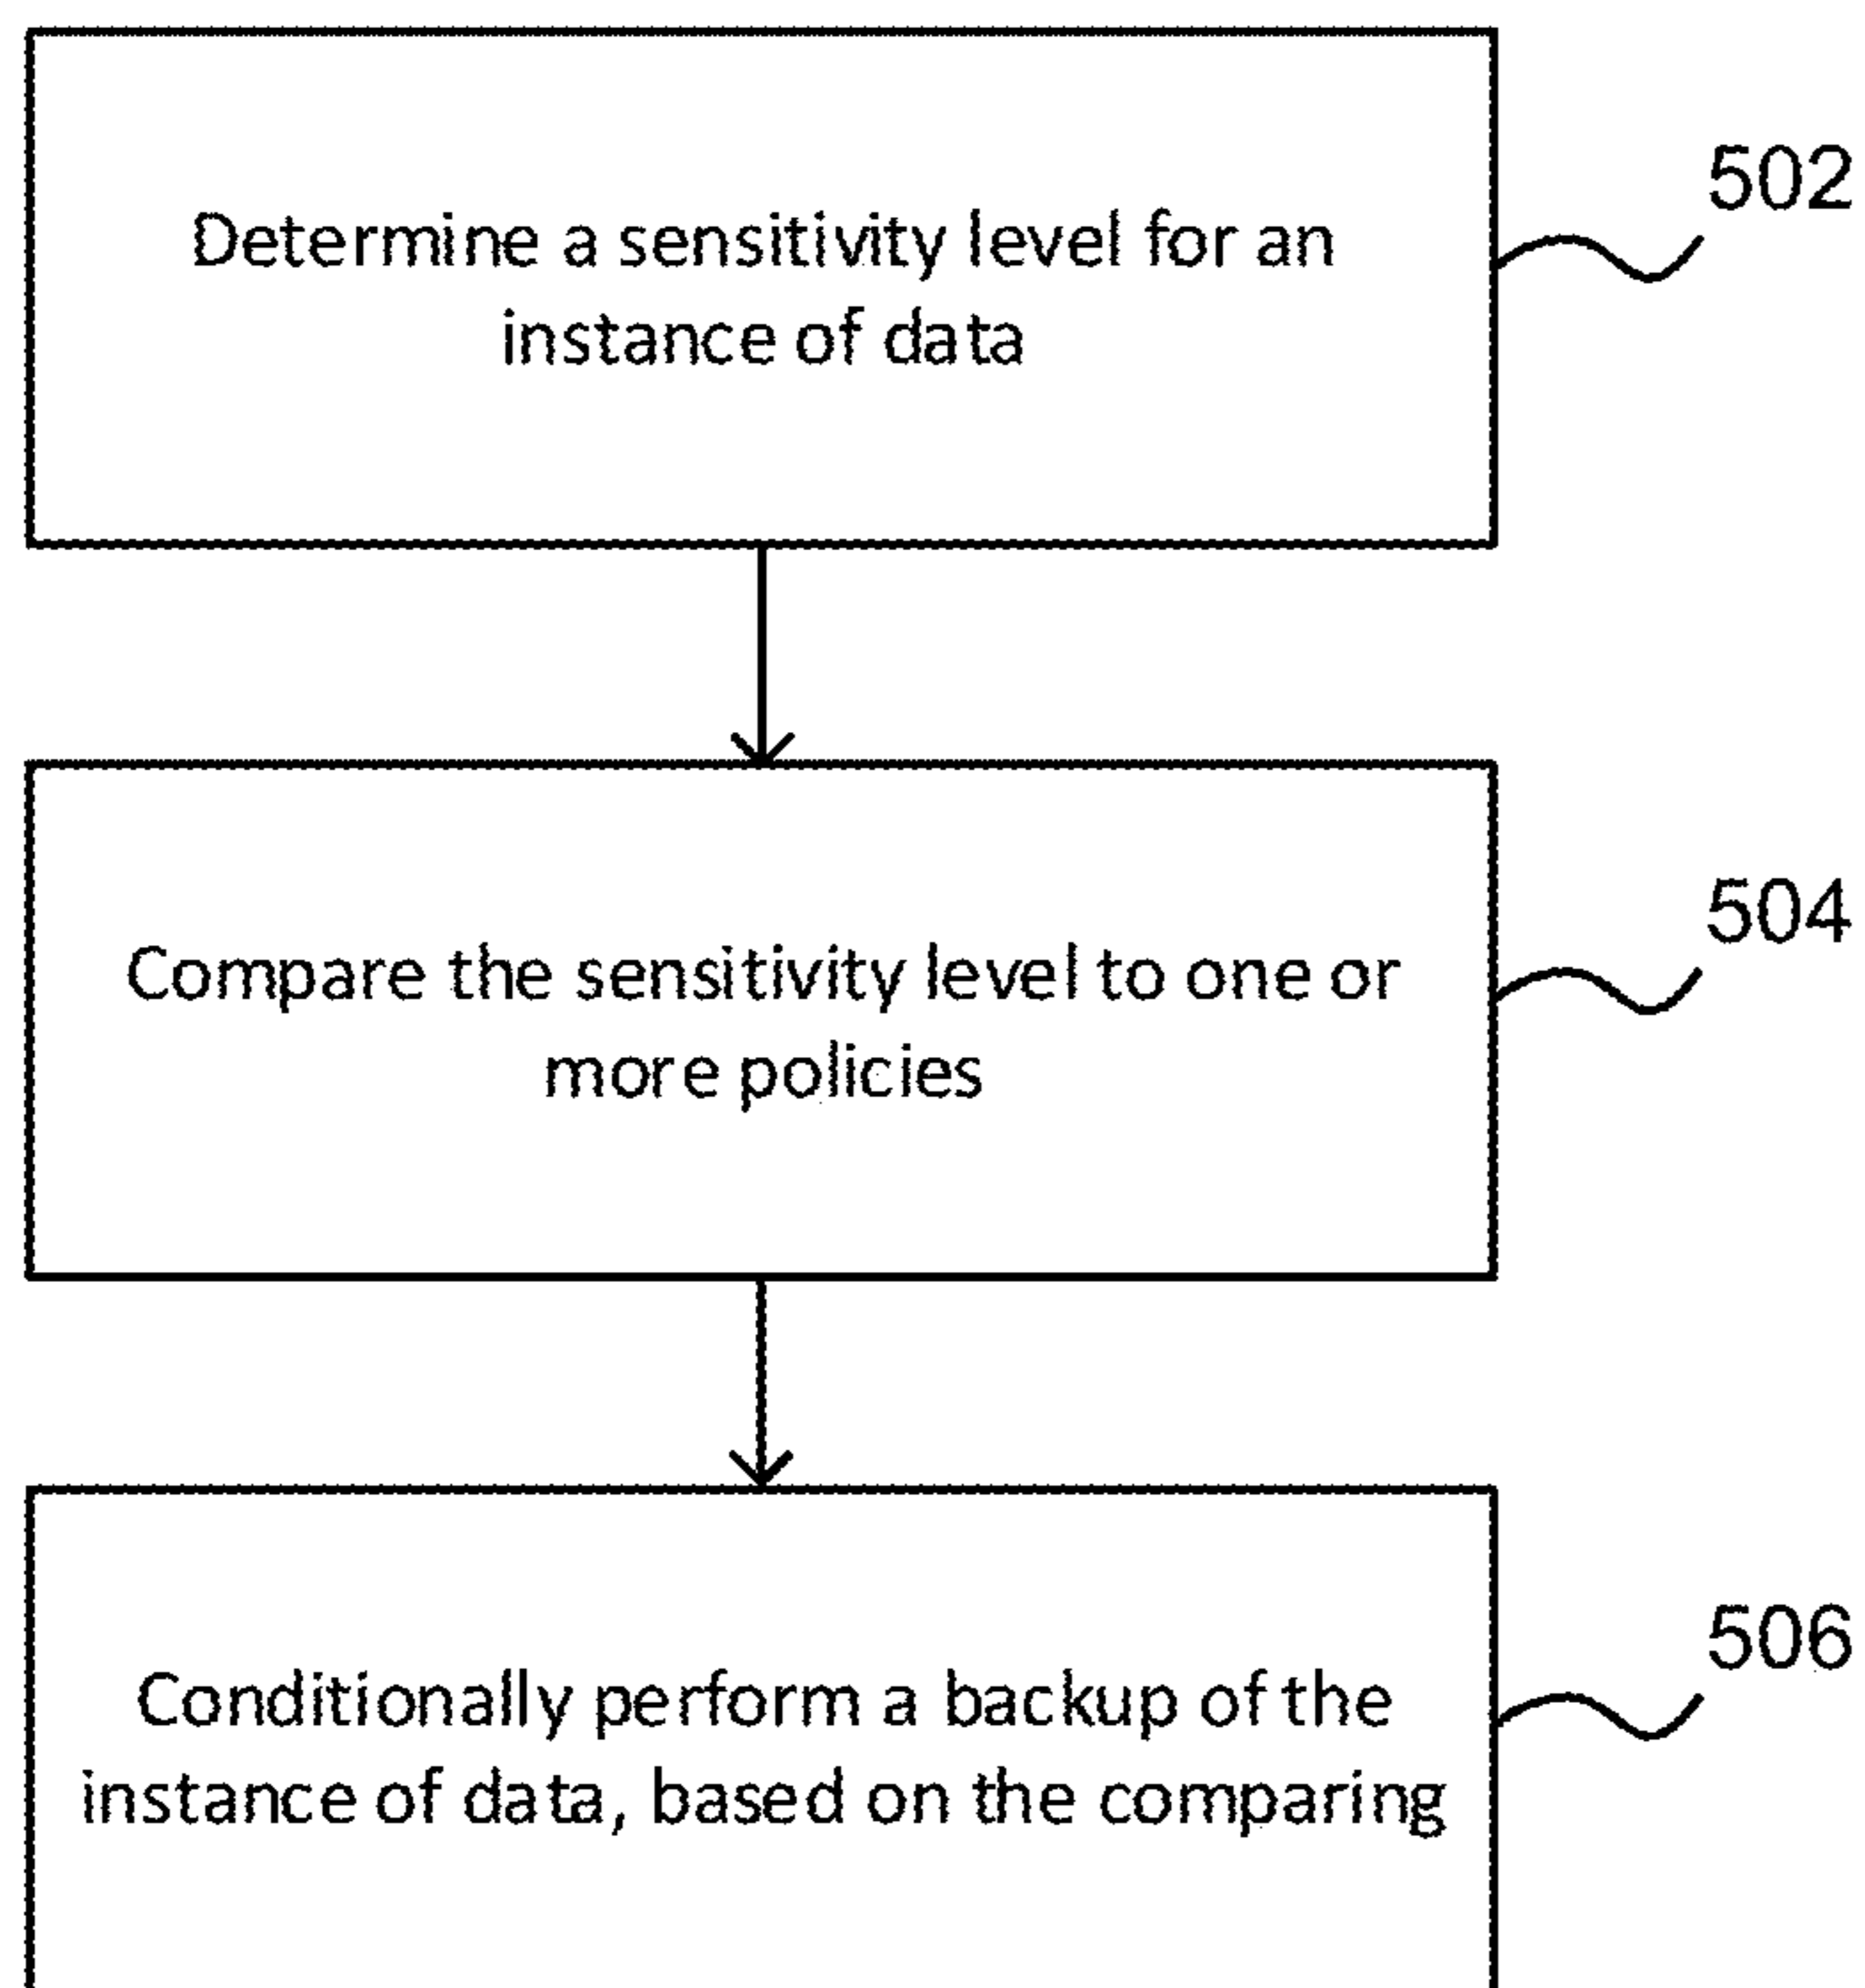 502
Determine a sensitivity level for an
instance of data
504
Compare the sensitivity level to one or
more policies
506
Conditionally perform a backup of the
instance of data, based on the comparing